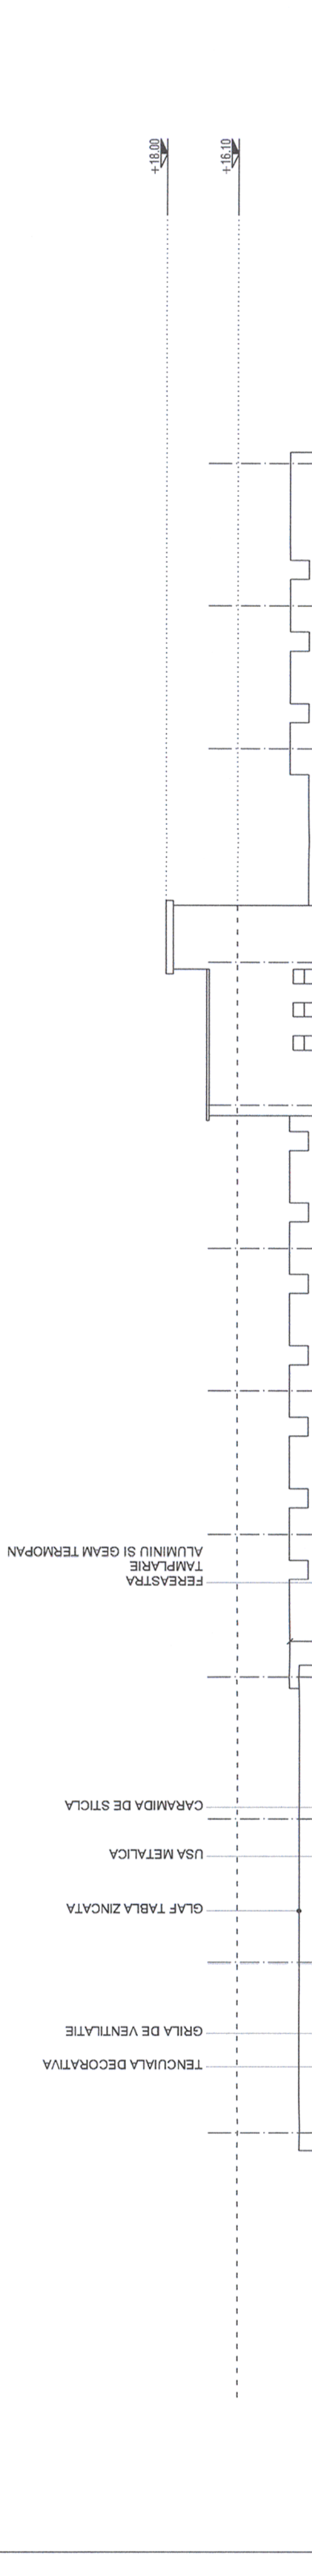 +18.00
+16.10
FEREASTRA
TAMPLARIE
ALUMINIU SI GEAM TERMOPAN
CARAMIDA DE STICLA
USA METALICA
GLAF TABLA ZINCATA
GRILA DE VENTILATIE
TENCUIALA DECORATIVA